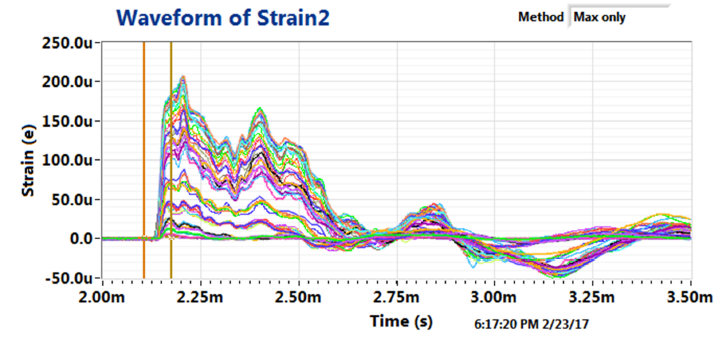 Waveform of Strain2
Method Max only
250.0u
200.0u
150.0u
100.0u
50.0u
0.0
-50.0u
Strain (e)
2.00m 2.25m 2.50m 2.75m 3.00m 3.25m 3.50m
Time (s)
6:17:20 PM 2/23/17